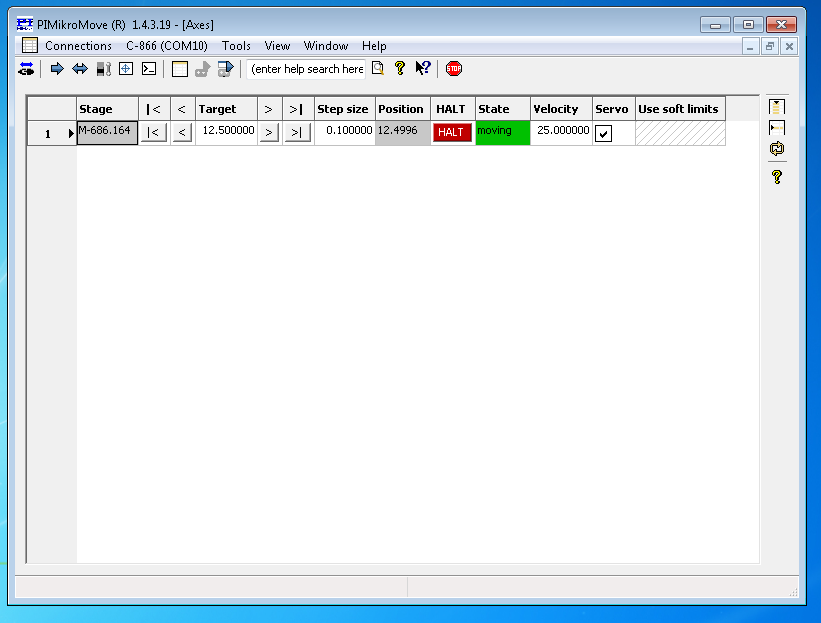 PI PIMikroMove (R) 1.4.3.19 - [Axes]
Connections C-866 (COM10) Tools View Window Help
(enter help search here STOP
Stage |< < Target > >| Step size Position HALT State Velocity Servo Use soft limits
1 M-686.164 |< < 12.500000 > >| 0.100000 12.4996 HALT moving 25.000000